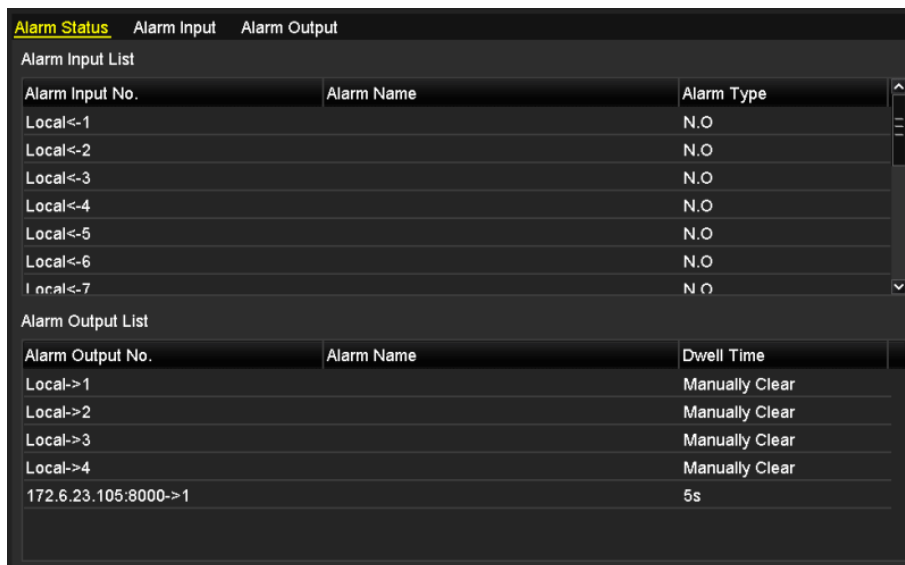 Alarm Status Alarm Input Alarm Output
Alarm Input List
Alarm Input No. Alarm Name Alarm Type
Local<-1 N.O
Local<-2 N.O
Local<-3 N.O
Local<-4 N.O
Local<-5 N.O
Local<-6 N.O
Local<-7 N.O
Alarm Output List
Alarm Output No. Alarm Name Dwell Time
Local->1 Manually Clear
Local->2 Manually Clear
Local->3 Manually Clear
Local->4 Manually Clear
172.6.23.105:8000->1 5s